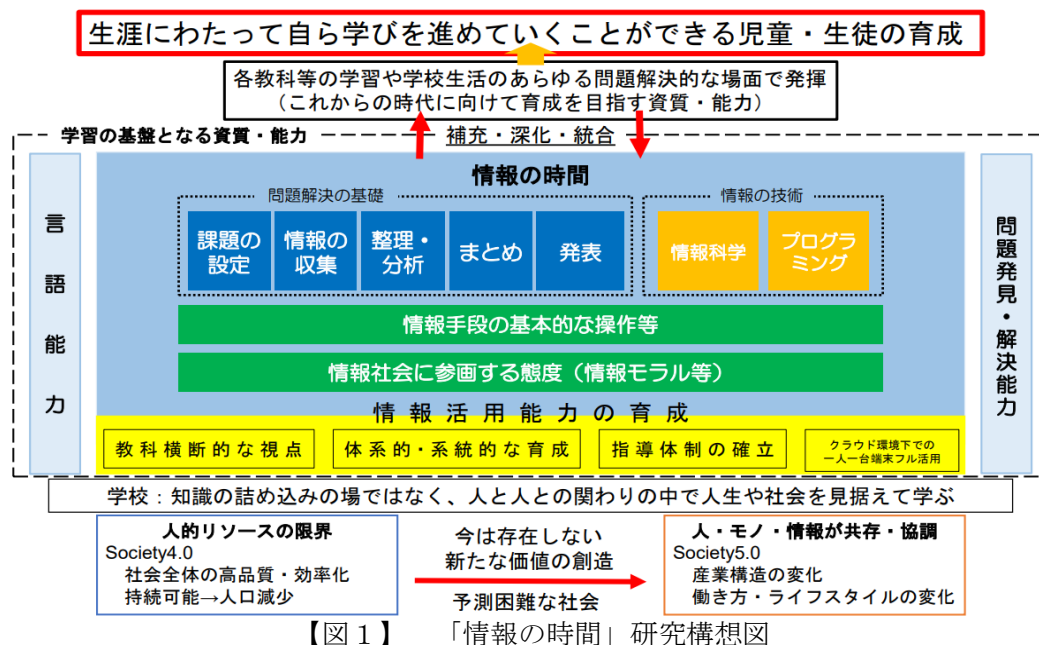 生涯にわたって自ら学びを進めていくことができる児童・生徒の育成
各教科等の学習や学校生活のあらゆる問題解決的な場面で発揮
（これからの時代に向けて育成を目指す資質・能力）
学習の基盤となる資質・能力
補充・深化・統合
言語能力
情報の時間
問題解決の基礎
情報の技術
課題の
設定
情報の
収集
整理・
分析
まとめ
発表
情報科学
プログラ
ミング
情報手段の基本的な操作等
情報社会に参画する態度（情報モラル等）
問題発見・解決能力
情報活用能力の育成
教科横断的な視点
体系的・系統的な育成
指導体制の確立
クラウド環境下での
一人一台端末フル活用
学校：知識の詰め込みの場ではなく、人と人との関わりの中で人生や社会を見据えて学ぶ
人的リソースの限界
Society4.0
社会全体の高品質・効率化
持続可能→人口減少
今は存在しない
新たな価値の創造
予測困難な社会
人・モノ・情報が共存・協調
Society5.0
産業構造の変化
働き方・ライフスタイルの変化
【図１】　「情報の時間」研究構想図